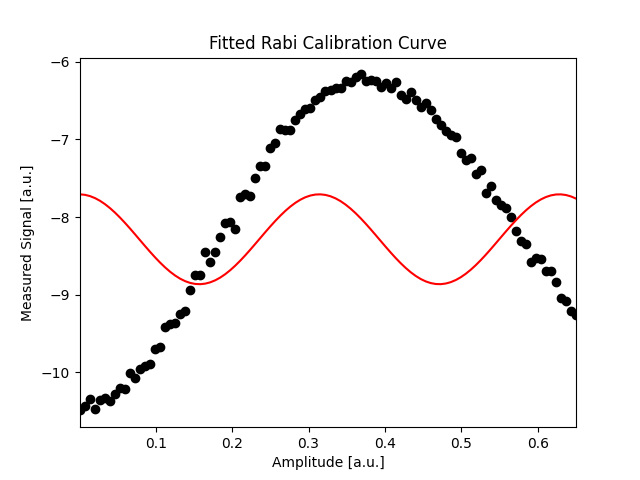 Fitted Rabi Calibration Curve
−6
−7
−8
−9
−10
Measured Signal [a.u.]
0.1 0.2 0.3 0.4 0.5 0.6
Amplitude [a.u.]